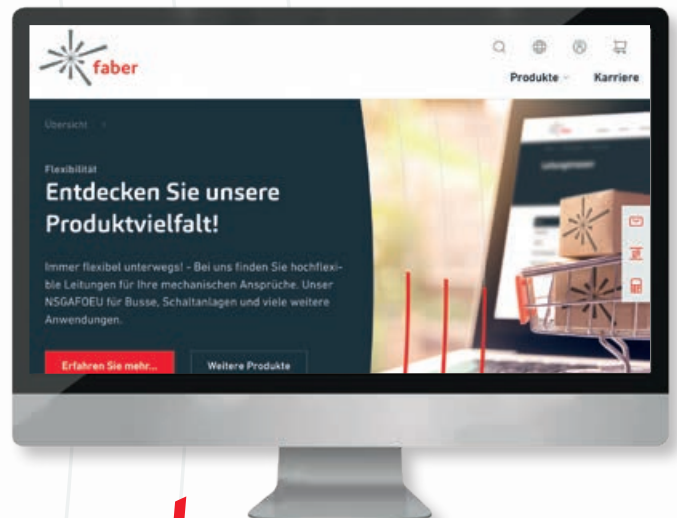 faber
Produkte
Karriere
Übersicht
Flexibilität
Entdecken Sie unsere
Produktvielfalt!
Immer flexibel unterwegs! - Bei uns finden Sie hochflexi-
ble Leitungen für Ihre mechanischen Ansprüche. Unser
NSGAFOEU für Busse, Schaltanlagen und viele weitere
Anwendungen.
Erfahren Sie mehr...
Weitere Produkte